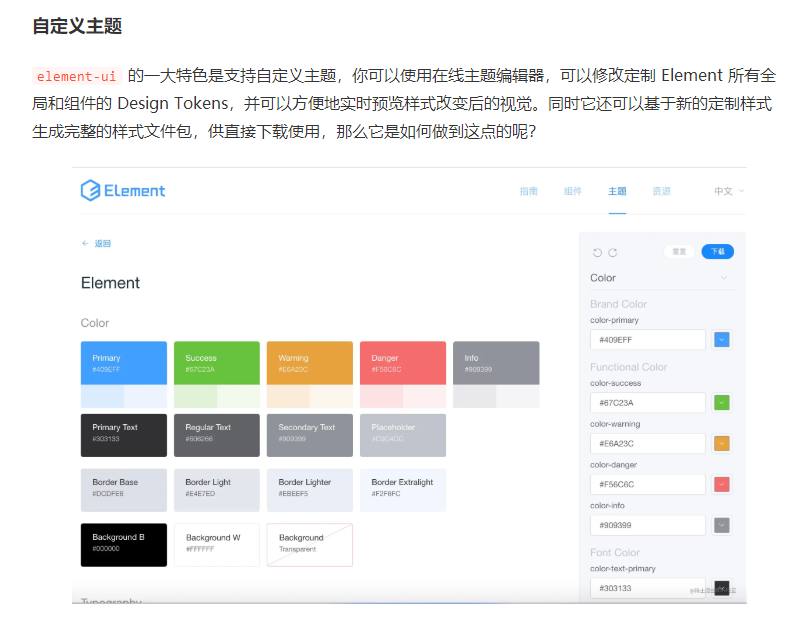 自定义主题
element-ui 的一大特色是支持自定义主题，你可以使用在线主题编辑器，可以修改定制 Element 所有全
局和组件的 Design Tokens，并可以方便地实时预览样式改变后的视觉。同时它还可以基于新的定制样式
生成完整的样式文件包，供直接下载使用，那么它是如何做到这点的呢？
Element
指南 组件 主题 资源 中文
返回
重置 下载
Element
Color
Color
Brand Color
color-primary
#409EFF
Primary Success Warning Danger Info
#409EFF #67C23A #E6A23C #F56C6C #909399
Functional Color
color-success
#67C23A
Primary Text Regular Text Secondary Text Placeholder
#303133 #606266 #909399 #C0C4CC
color-warning
#E6A23C
color-danger
#F56C6C
Border Base Border Light Border Lighter Border Extralight
#DCDFE6 #E4E7ED #EBEEF5 #F2F6FC
color-info
#909399
Background B Background W Background
#000000 #FFFFFF Transparent
Font Color
color-text-primary
#303133
Typography